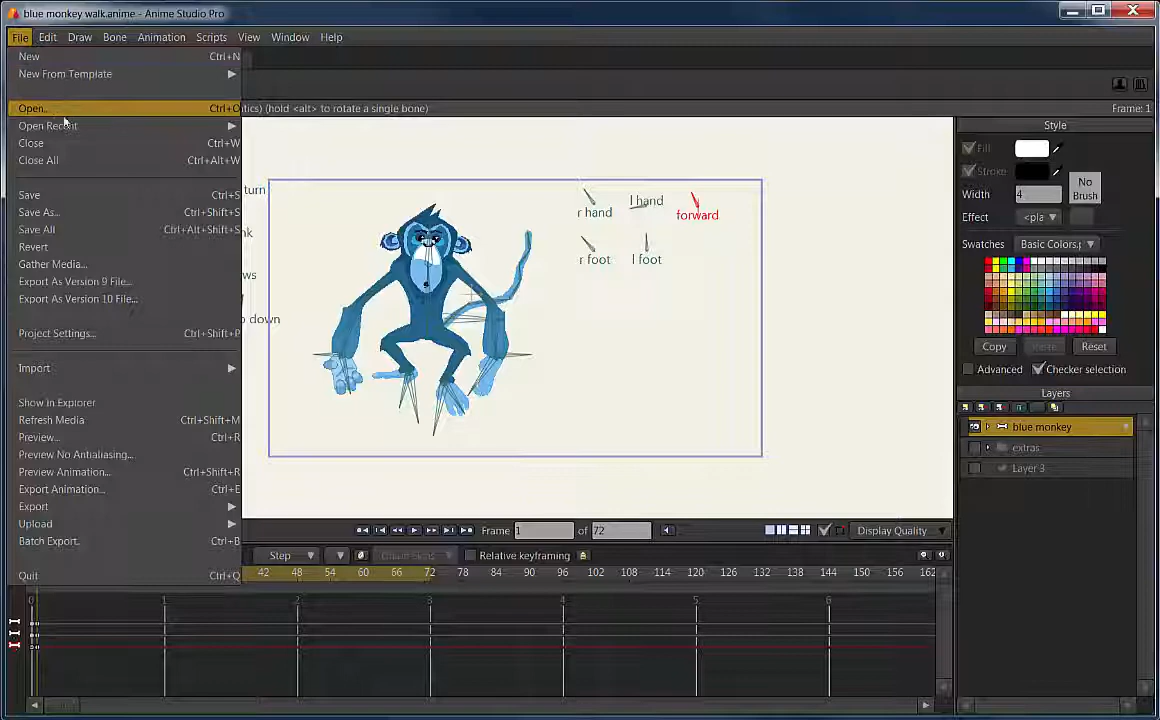 blue monkey walk.anime - Anime Studio Pro
File Edit Draw Bone Animation Scripts View Window Help
New Ctrl+N
New From Template
Open... Ctrl+O
Open Recent
Close Ctrl+W
Close All Ctrl+Alt+W
Save Ctrl+S
Save As... Ctrl+Shift+S
Save All Ctrl+Alt+Shift+S
Revert
Gather Media...
Export As Version 9 File...
Export As Version 10 File...
Project Settings... Ctrl+Shift+P
Import
Show in Explorer
Refresh Media Ctrl+Shift+M
Preview... Ctrl+R
Preview No Antialiasing...
Preview Animation... Ctrl+Shift+R
Export Animation... Ctrl+E
Export
Upload
Batch Export... Ctrl+B
Quit Ctrl+Q
(hold <alt> to rotate a single bone) Frame: 1
turn
down
r hand l hand forward
r foot l foot
Style
Fill
Stroke
Width 4
No Brush
Effect <pla
Swatches Basic Colors.p
Copy Reset
Advanced Checker selection
Layers
blue monkey
extras
Layer 3
Frame 1 of 72 Display Quality
Step Relative keyframing
42 48 54 60 66 72 78 84 90 96 102 108 114 120 126 132 138 144 150 156 162
0 1 2 3 4 5 6